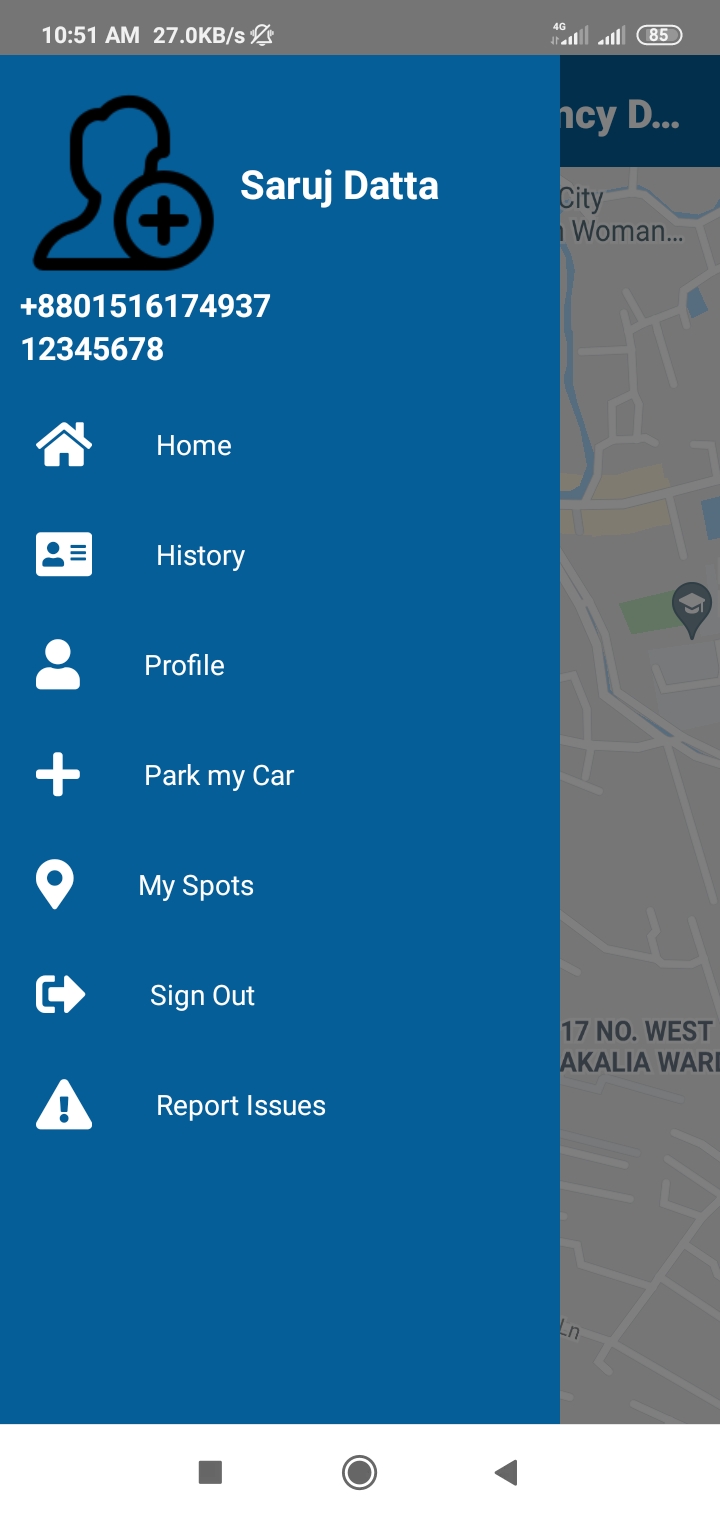 10:51 AM 27.0KB/s 4G 85
ncy D...
Saruj Datta
City
Woman...
+8801516174937
12345678
Home
History
Profile
Park my Car
My Spots
Sign Out
17 NO. WEST
AKALIA WARD
Report Issues
Ln